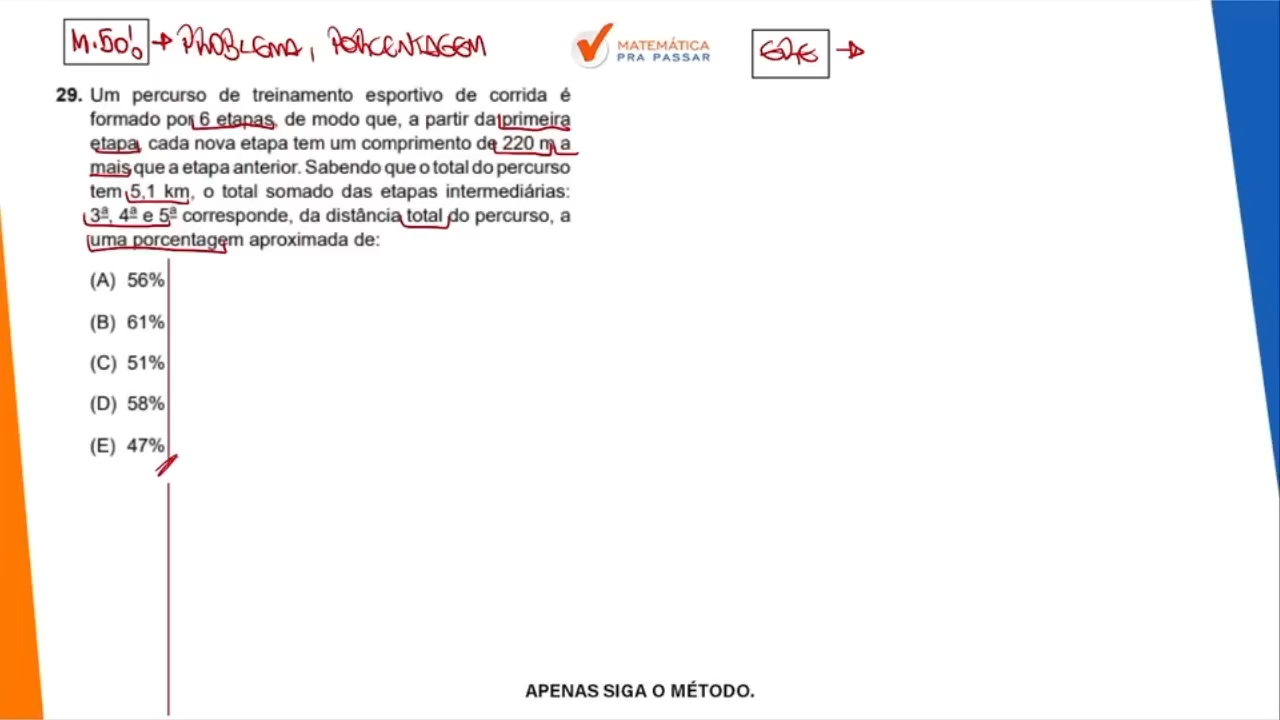 M.50% → PROBLEMA, PORCENTAGEM
MATEMÁTICA
PRA PASSAR
29. Um percurso de treinamento esportivo de corrida é
formado por 6 etapas, de modo que, a partir da primeira
etapa, cada nova etapa tem um comprimento de 220 m a
mais que a etapa anterior. Sabendo que o total do percurso
tem 5,1 km, o total somado das etapas intermediárias:
3ª, 4ª e 5ª corresponde, da distância total do percurso, a
uma porcentagem aproximada de:
(A) 56%
(B) 61%
(C) 51%
(D) 58%
(E) 47%
APENAS SIGA O MÉTODO.